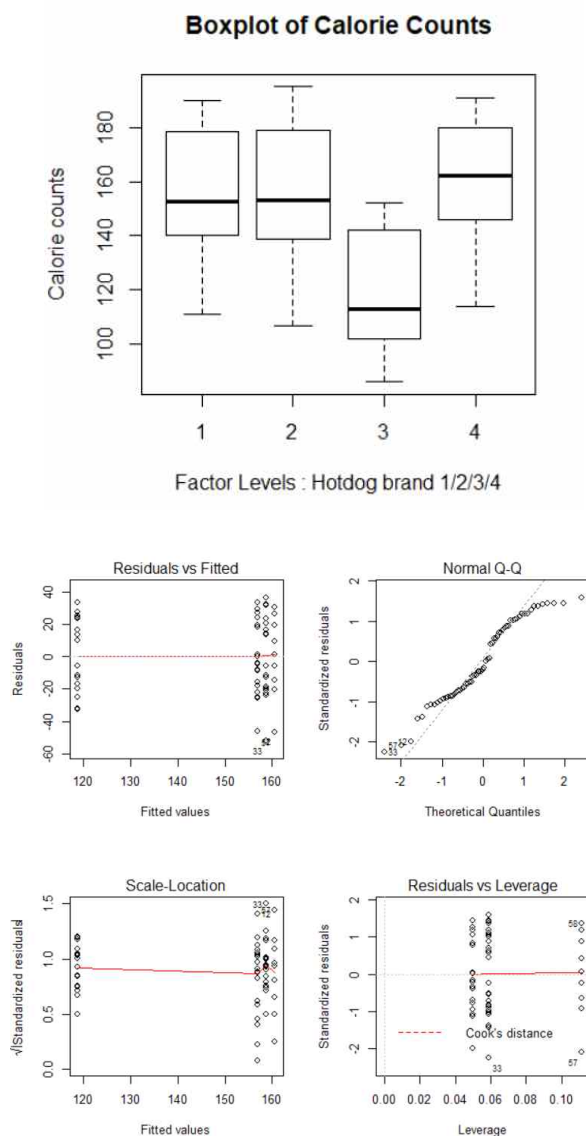 Boxplot of Calorie Counts
Calorie counts
180
160
140
120
100
1 2 3 4
Factor Levels : Hotdog brand 1/2/3/4
Residuals vs Fitted
Residuals
40
20
0
-20
-40
-60
33
120 130 140 150 160
Fitted values
Normal Q-Q
Standardized residuals
2
1
0
-1
-2
57 12
33
-2 -1 0 1 2
Theoretical Quantiles
Scale-Location
√|Standardized residuals|
1.5
1.0
0.5
0.0
33
12
120 130 140 150 160
Fitted values
Residuals vs Leverage
Standardized residuals
2
1
0
-1
-2
58
Cook's distance
33
57
0.00 0.02 0.04 0.06 0.08 0.10
Leverage